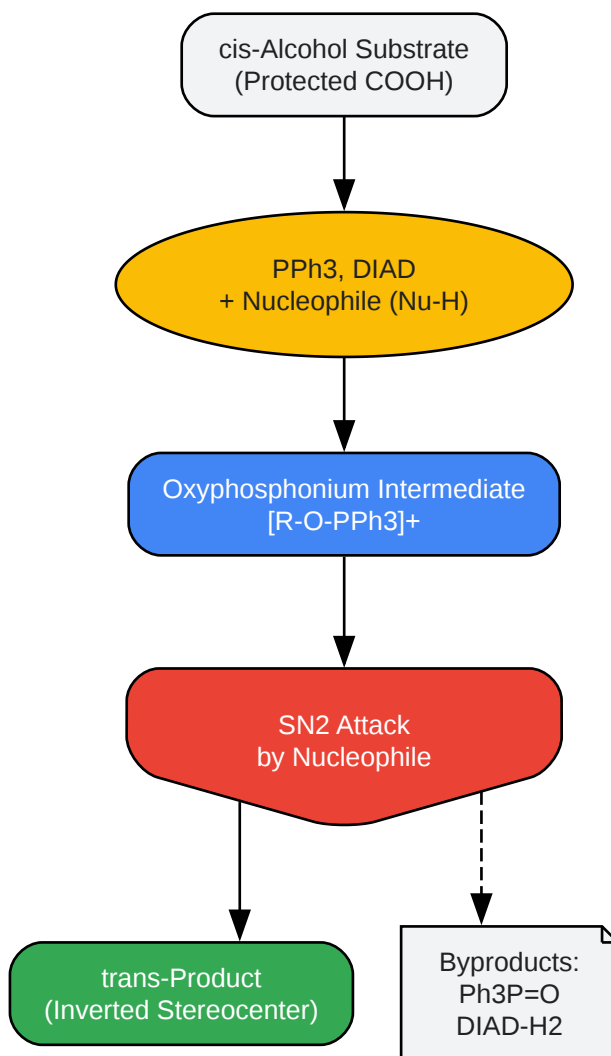 cis-Alcohol Substrate
(Protected COOH)
PPh3, DIAD
+ Nucleophile (Nu-H)
Oxyphosphonium Intermediate
[R-O-PPh3]+
SN2 Attack
by Nucleophile
trans-Product
(Inverted Stereocenter)
Byproducts:
Ph3P=O
DIAD-H2